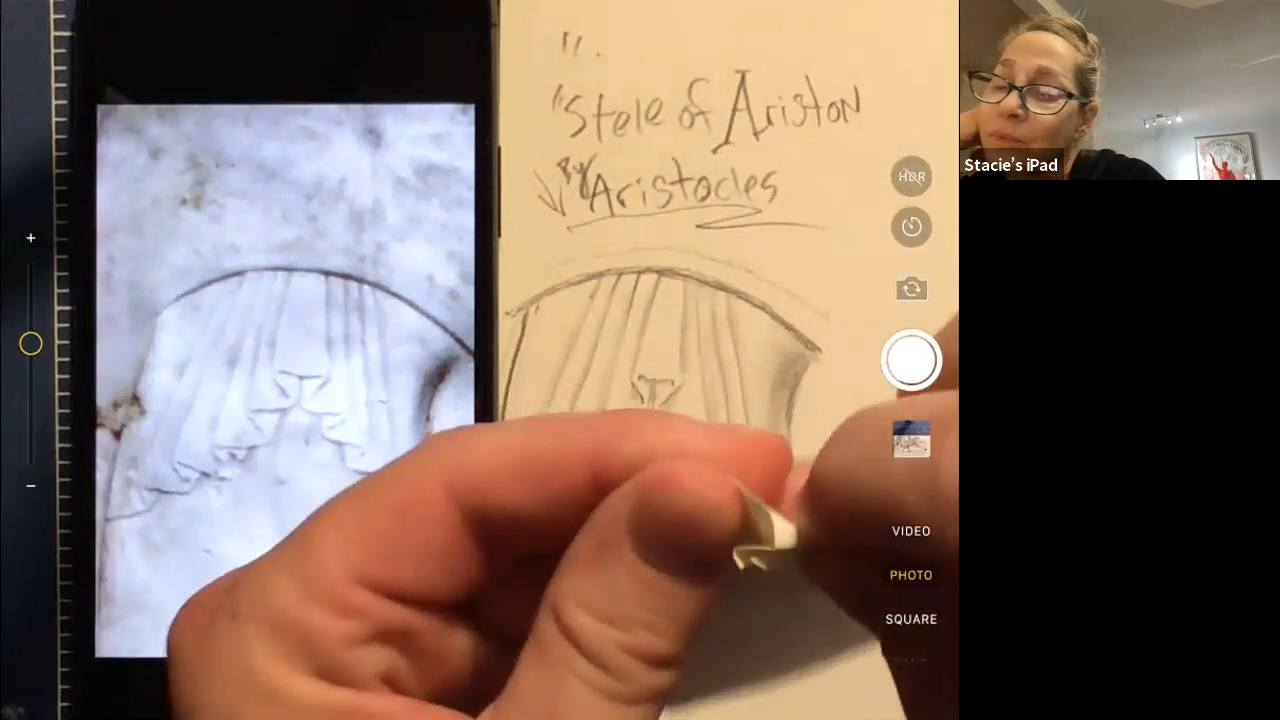 ".
"Stele of Ariston
By Aristocles
HDR
+
−
VIDEO
PHOTO
SQUARE
Stacie's iPad